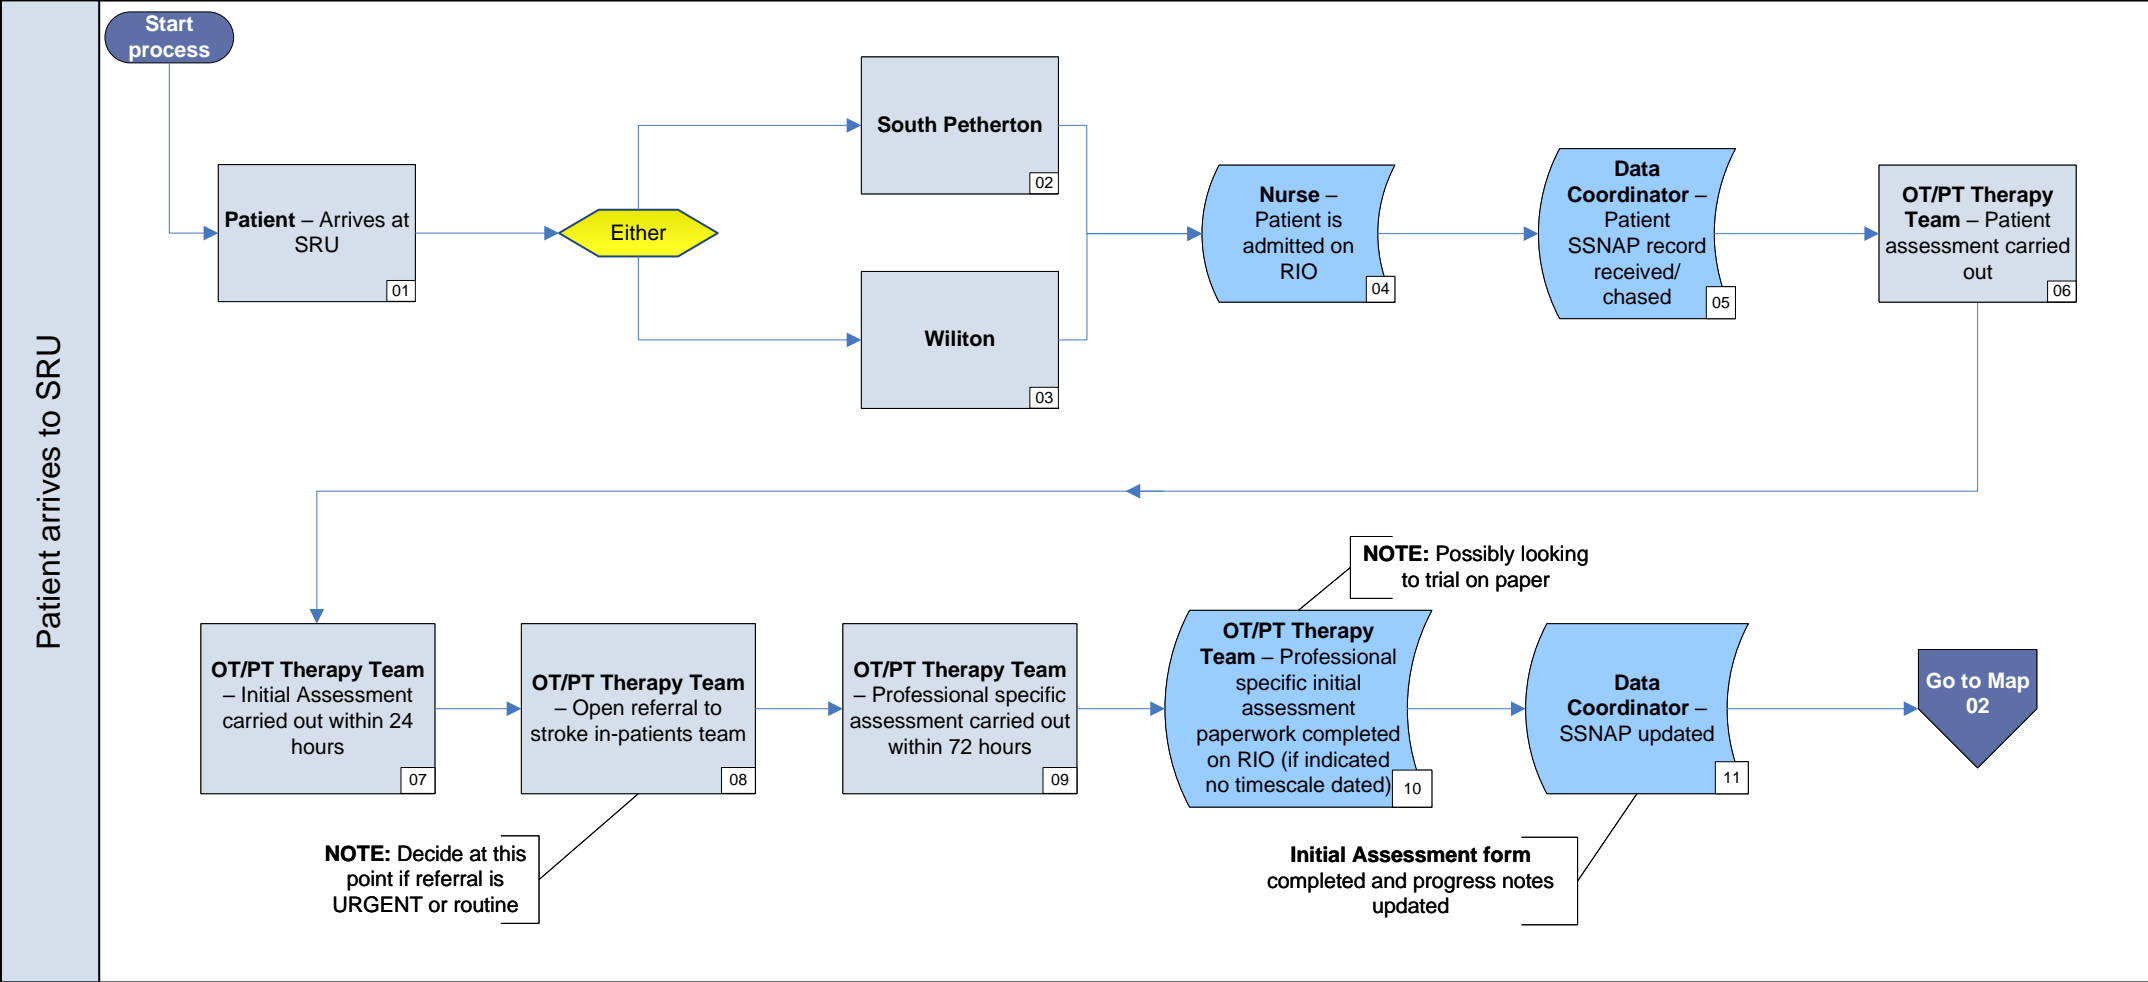 Patient arrives to SRU
Start
process
Patient – Arrives at
SRU
01
Either
South Petherton
02
Wiliton
03
Nurse –
Patient is
admitted on
RIO
04
Data
Coordinator –
Patient
SSNAP record
received/
chased
05
OT/PT Therapy
Team – Patient
assessment carried
out
06
OT/PT Therapy Team
– Initial Assessment
carried out within 24
hours
07
OT/PT Therapy Team
– Open referral to
stroke in-patients team
08
NOTE: Decide at this
point if referral is
URGENT or routine
OT/PT Therapy Team
– Professional specific
assessment carried out
within 72 hours
09
NOTE: Possibly looking
to trial on paper
OT/PT Therapy
Team – Professional
specific initial
assessment
paperwork completed
on RIO (if indicated
no timescale dated)
10
Data
Coordinator –
SSNAP updated
11
Initial Assessment form
completed and progress notes
updated
Go to Map
02